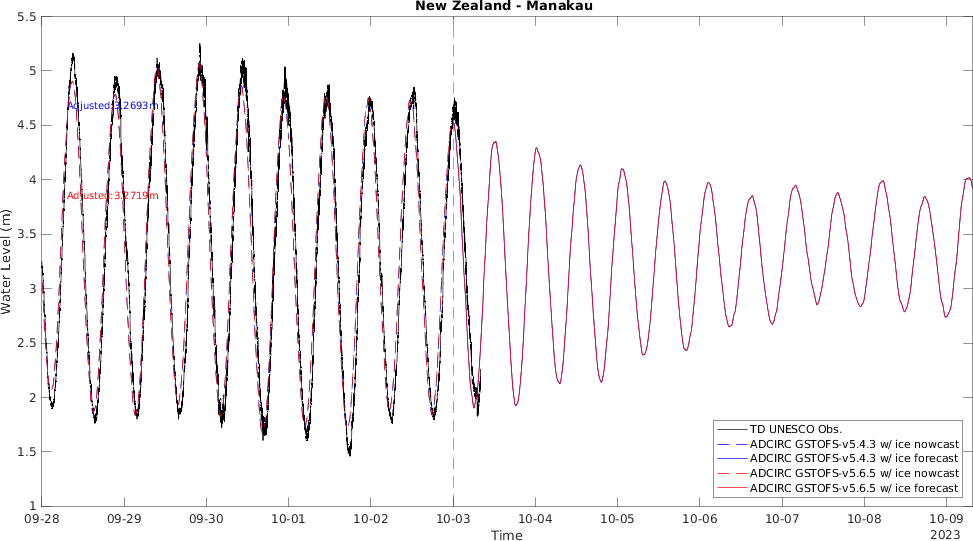 New Zealand - Manakau
5.5
5
4.5
4
3.5
3
2.5
2
1.5
1
Water Level (m)
Adjusted:3.2693m
Adjusted:3.2719m
TD UNESCO Obs.
ADCIRC GSTOFS-v5.4.3 w/ ice nowcast
ADCIRC GSTOFS-v5.4.3 w/ ice forecast
ADCIRC GSTOFS-v5.6.5 w/ ice nowcast
ADCIRC GSTOFS-v5.6.5 w/ ice forecast
09-28 09-29 09-30 10-01 10-02 10-03 10-04 10-05 10-06 10-07 10-08 10-09
Time
2023